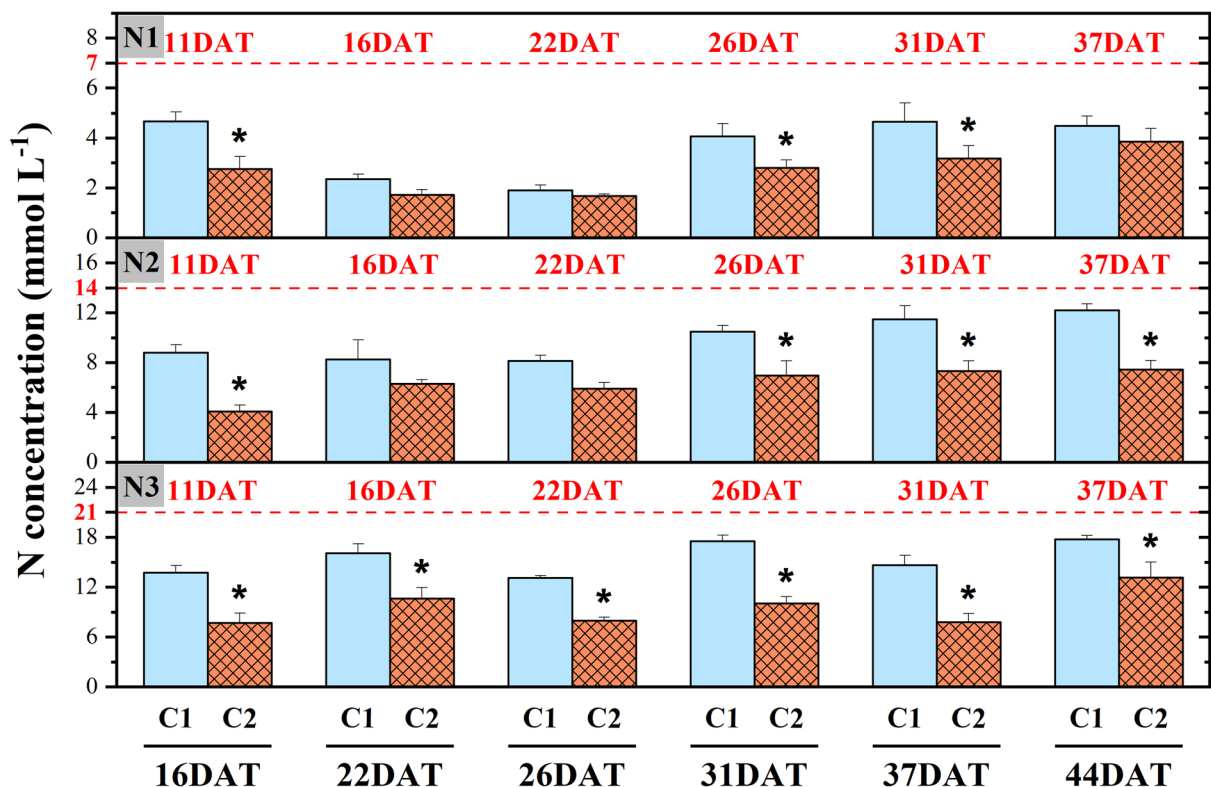 N concentration (mmol L⁻¹)
N1
11DAT 16DAT 22DAT 26DAT 31DAT 37DAT
8
7
6
4
2
0
N2
11DAT 16DAT 22DAT 26DAT 31DAT 37DAT
16
14
12
8
4
0
N3
11DAT 16DAT 22DAT 26DAT 31DAT 37DAT
24
21
18
12
6
0
* * *
* * * *
* * * * * *
C1 C2 C1 C2 C1 C2 C1 C2 C1 C2 C1 C2
16DAT 22DAT 26DAT 31DAT 37DAT 44DAT